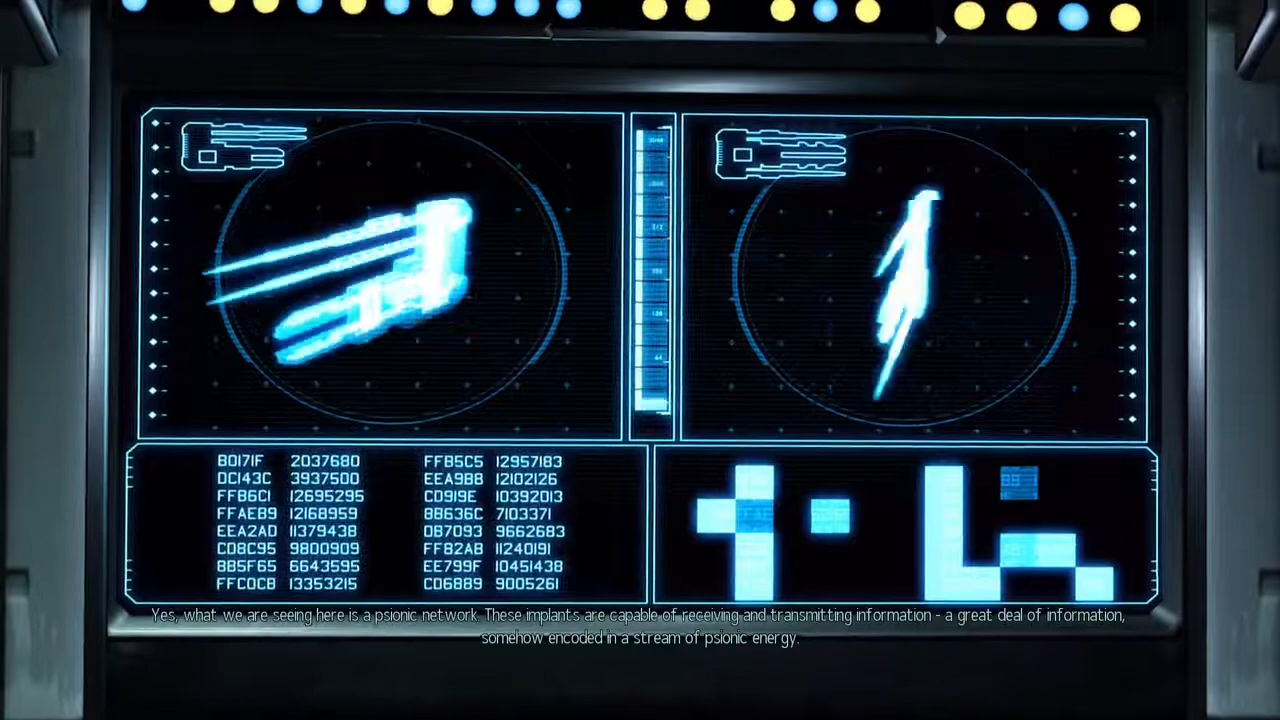 B0171F 2037680 FFB5C5 12957183
DC143C 3937500 EEA9B8 12102126
FFB6C1 12695295 CD919E 10392013
FFAEB9 12168959 8B636C 7103371
EEA2AD 11379438 DB7093 9662683
CD8C95 9800909 FF82AB 11240191
8B5F65 6643595 EE799F 10451438
FFC0CB 13353215 CD6889 9005261
Yes, what we are seeing here is a psionic network. These implants are capable of receiving and transmitting information - a great deal of information,
somehow encoded in a stream of psionic energy.